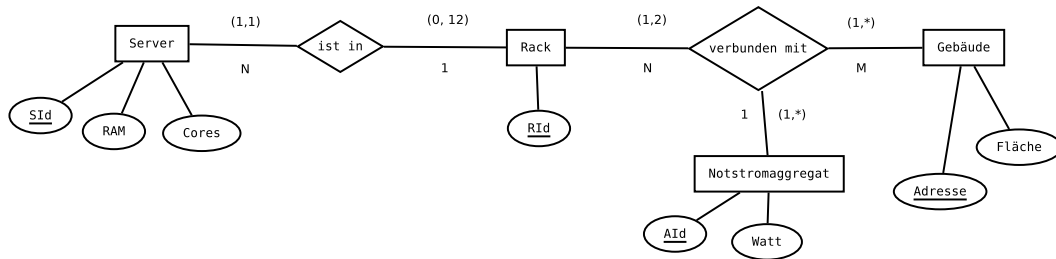 (1,1)
(0, 12)
(1,2)
(1,*)
Server
ist in
Rack
verbunden mit
Gebäude
N
1
N
M
SId
RAM
Cores
RId
1
(1,*)
Fläche
Notstromaggregat
Adresse
AId
Watt